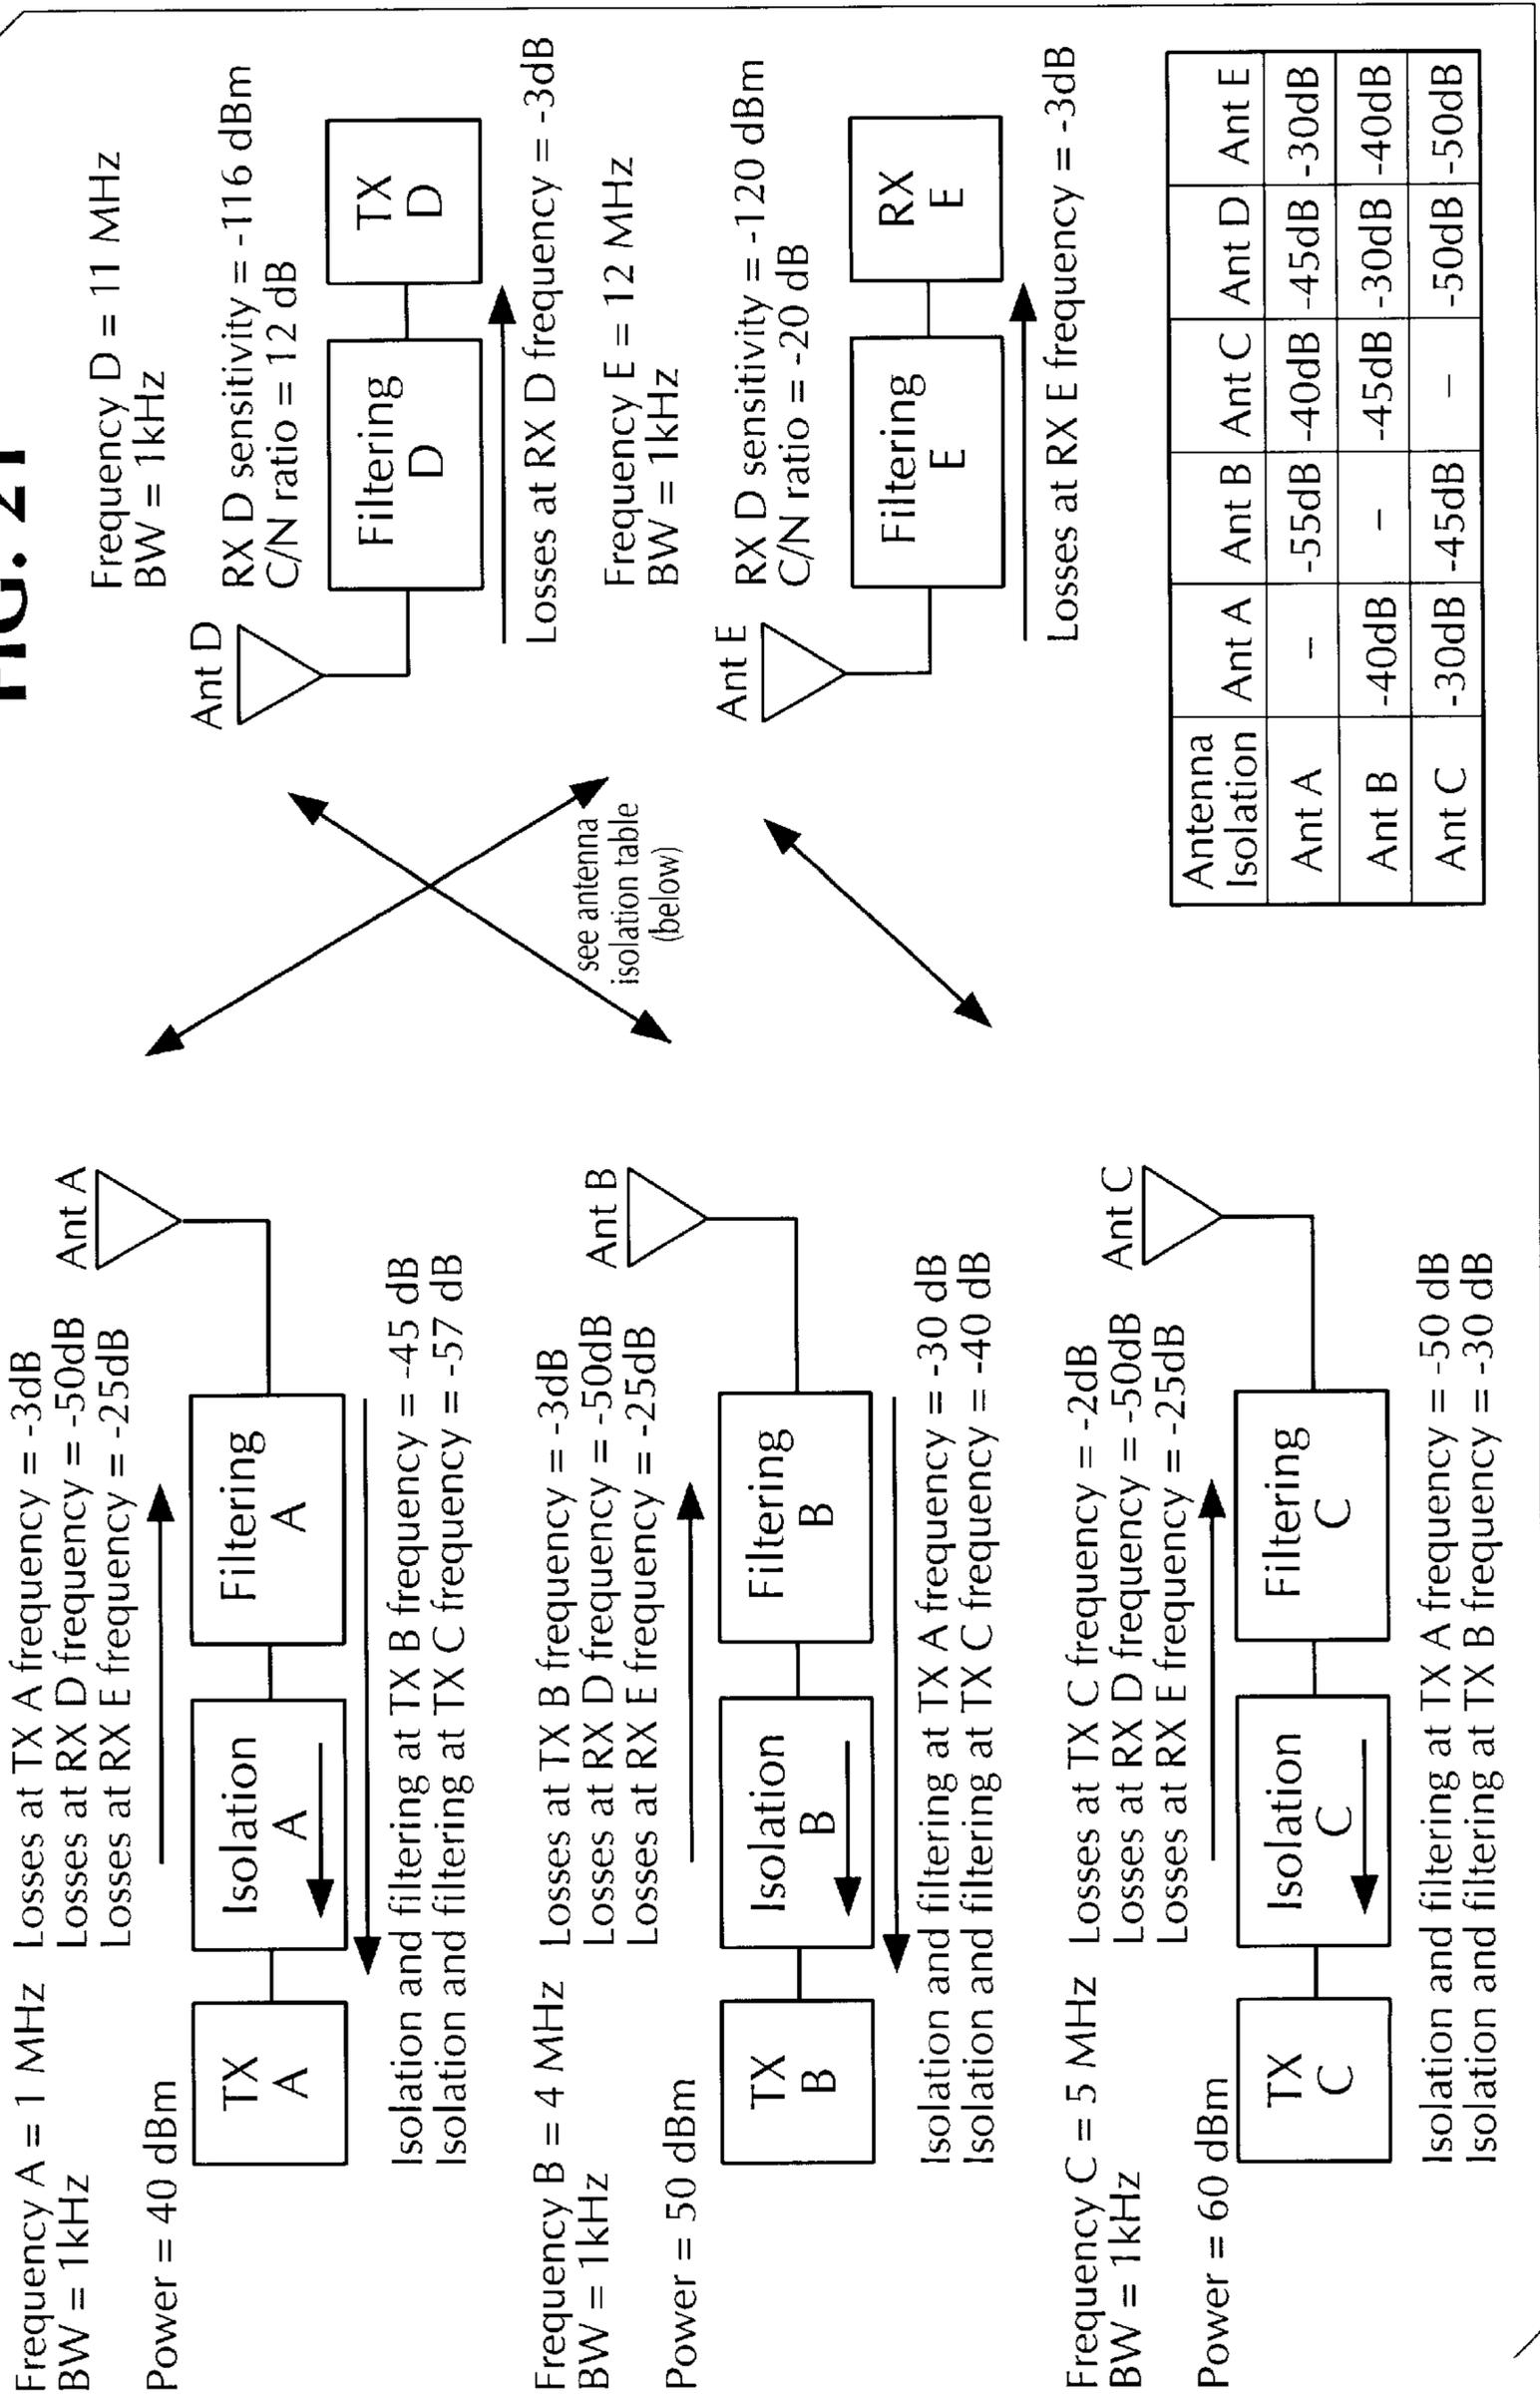 FIG. 21
Frequency A = 1 MHz
BW = 1kHz
Power = 40 dBm
Losses at TX A frequency = -3dB
Losses at RX D frequency = -50dB
Losses at RX E frequency = -25dB
Ant A
TX
A
Isolation
A
Filtering
A
Isolation and filtering at TX B frequency = -45 dB
Isolation and filtering at TX C frequency = -57 dB
Frequency B = 4 MHz
BW = 1kHz
Power = 50 dBm
Losses at TX B frequency = -3dB
Losses at RX D frequency = -50dB
Losses at RX E frequency = -25dB
Ant B
TX
B
Isolation
B
Filtering
B
Isolation and filtering at TX A frequency = -30 dB
Isolation and filtering at TX C frequency = -40 dB
Frequency C = 5 MHz
BW = 1kHz
Power = 60 dBm
Losses at TX C frequency = -2dB
Losses at RX D frequency = -50dB
Losses at RX E frequency = -25dB
Ant C
TX
C
Isolation
C
Filtering
C
Isolation and filtering at TX A frequency = -50 dB
Isolation and filtering at TX B frequency = -30 dB
see antenna
isolation table
(below)
Frequency D = 11 MHz
BW = 1kHz
RX D sensitivity = -116 dBm
C/N ratio = 12 dB
Ant D
Filtering
D
TX
D
Losses at RX D frequency = -3dB
Frequency E = 12 MHz
BW = 1kHz
RX D sensitivity = -120 dBm
C/N ratio = -20 dB
Ant E
Filtering
E
RX
E
Losses at RX E frequency = -3dB
Antenna Isolation Ant A Ant B Ant C Ant D Ant E
Ant A – -55dB -40dB -45dB -30dB
Ant B -40dB – -45dB -30dB -40dB
Ant C -30dB -45dB – -50dB -50dB